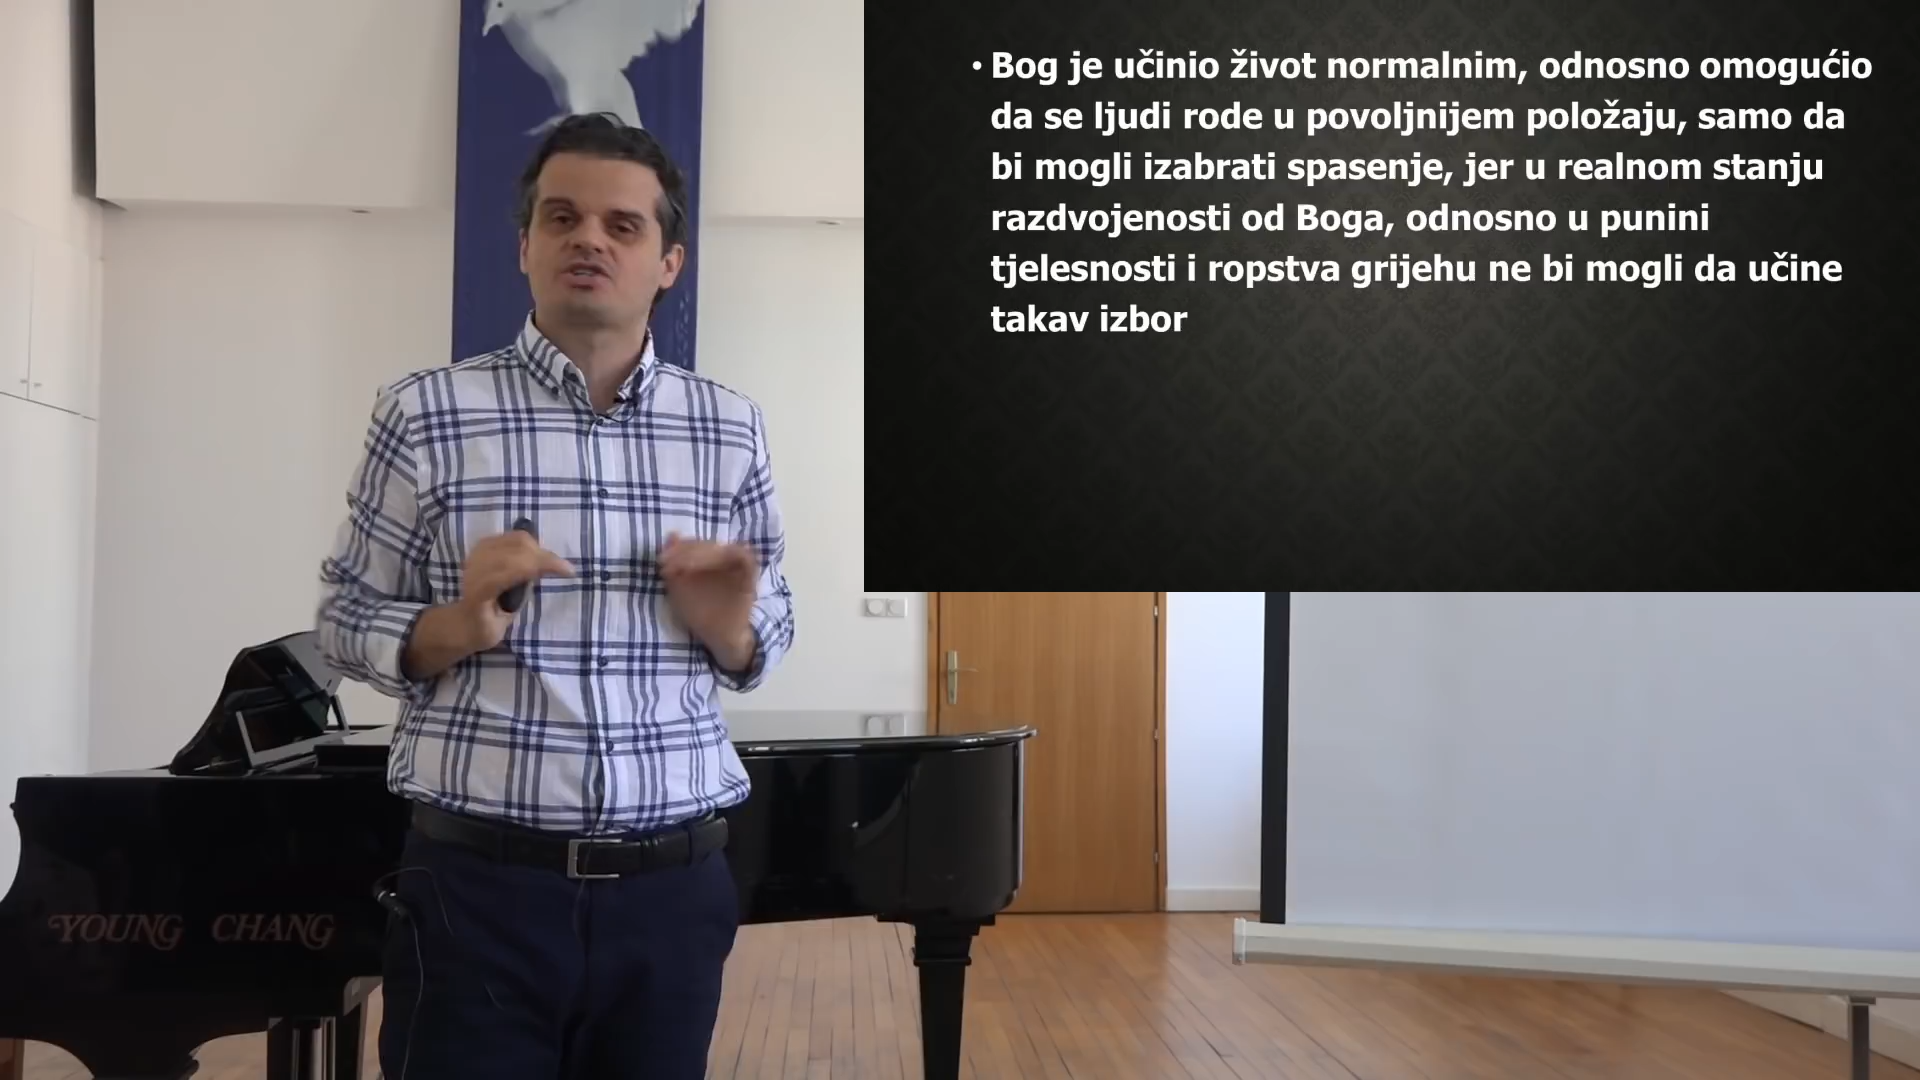 • Bog je učinio život normalnim, odnosno omogućio
da se ljudi rode u povoljnijem položaju, samo da
bi mogli izabrati spasenje, jer u realnom stanju
razdvojenosti od Boga, odnosno u punini
tjelesnosti i ropstva grijehu ne bi mogli da učine
takav izbor
YOUNG CHANG